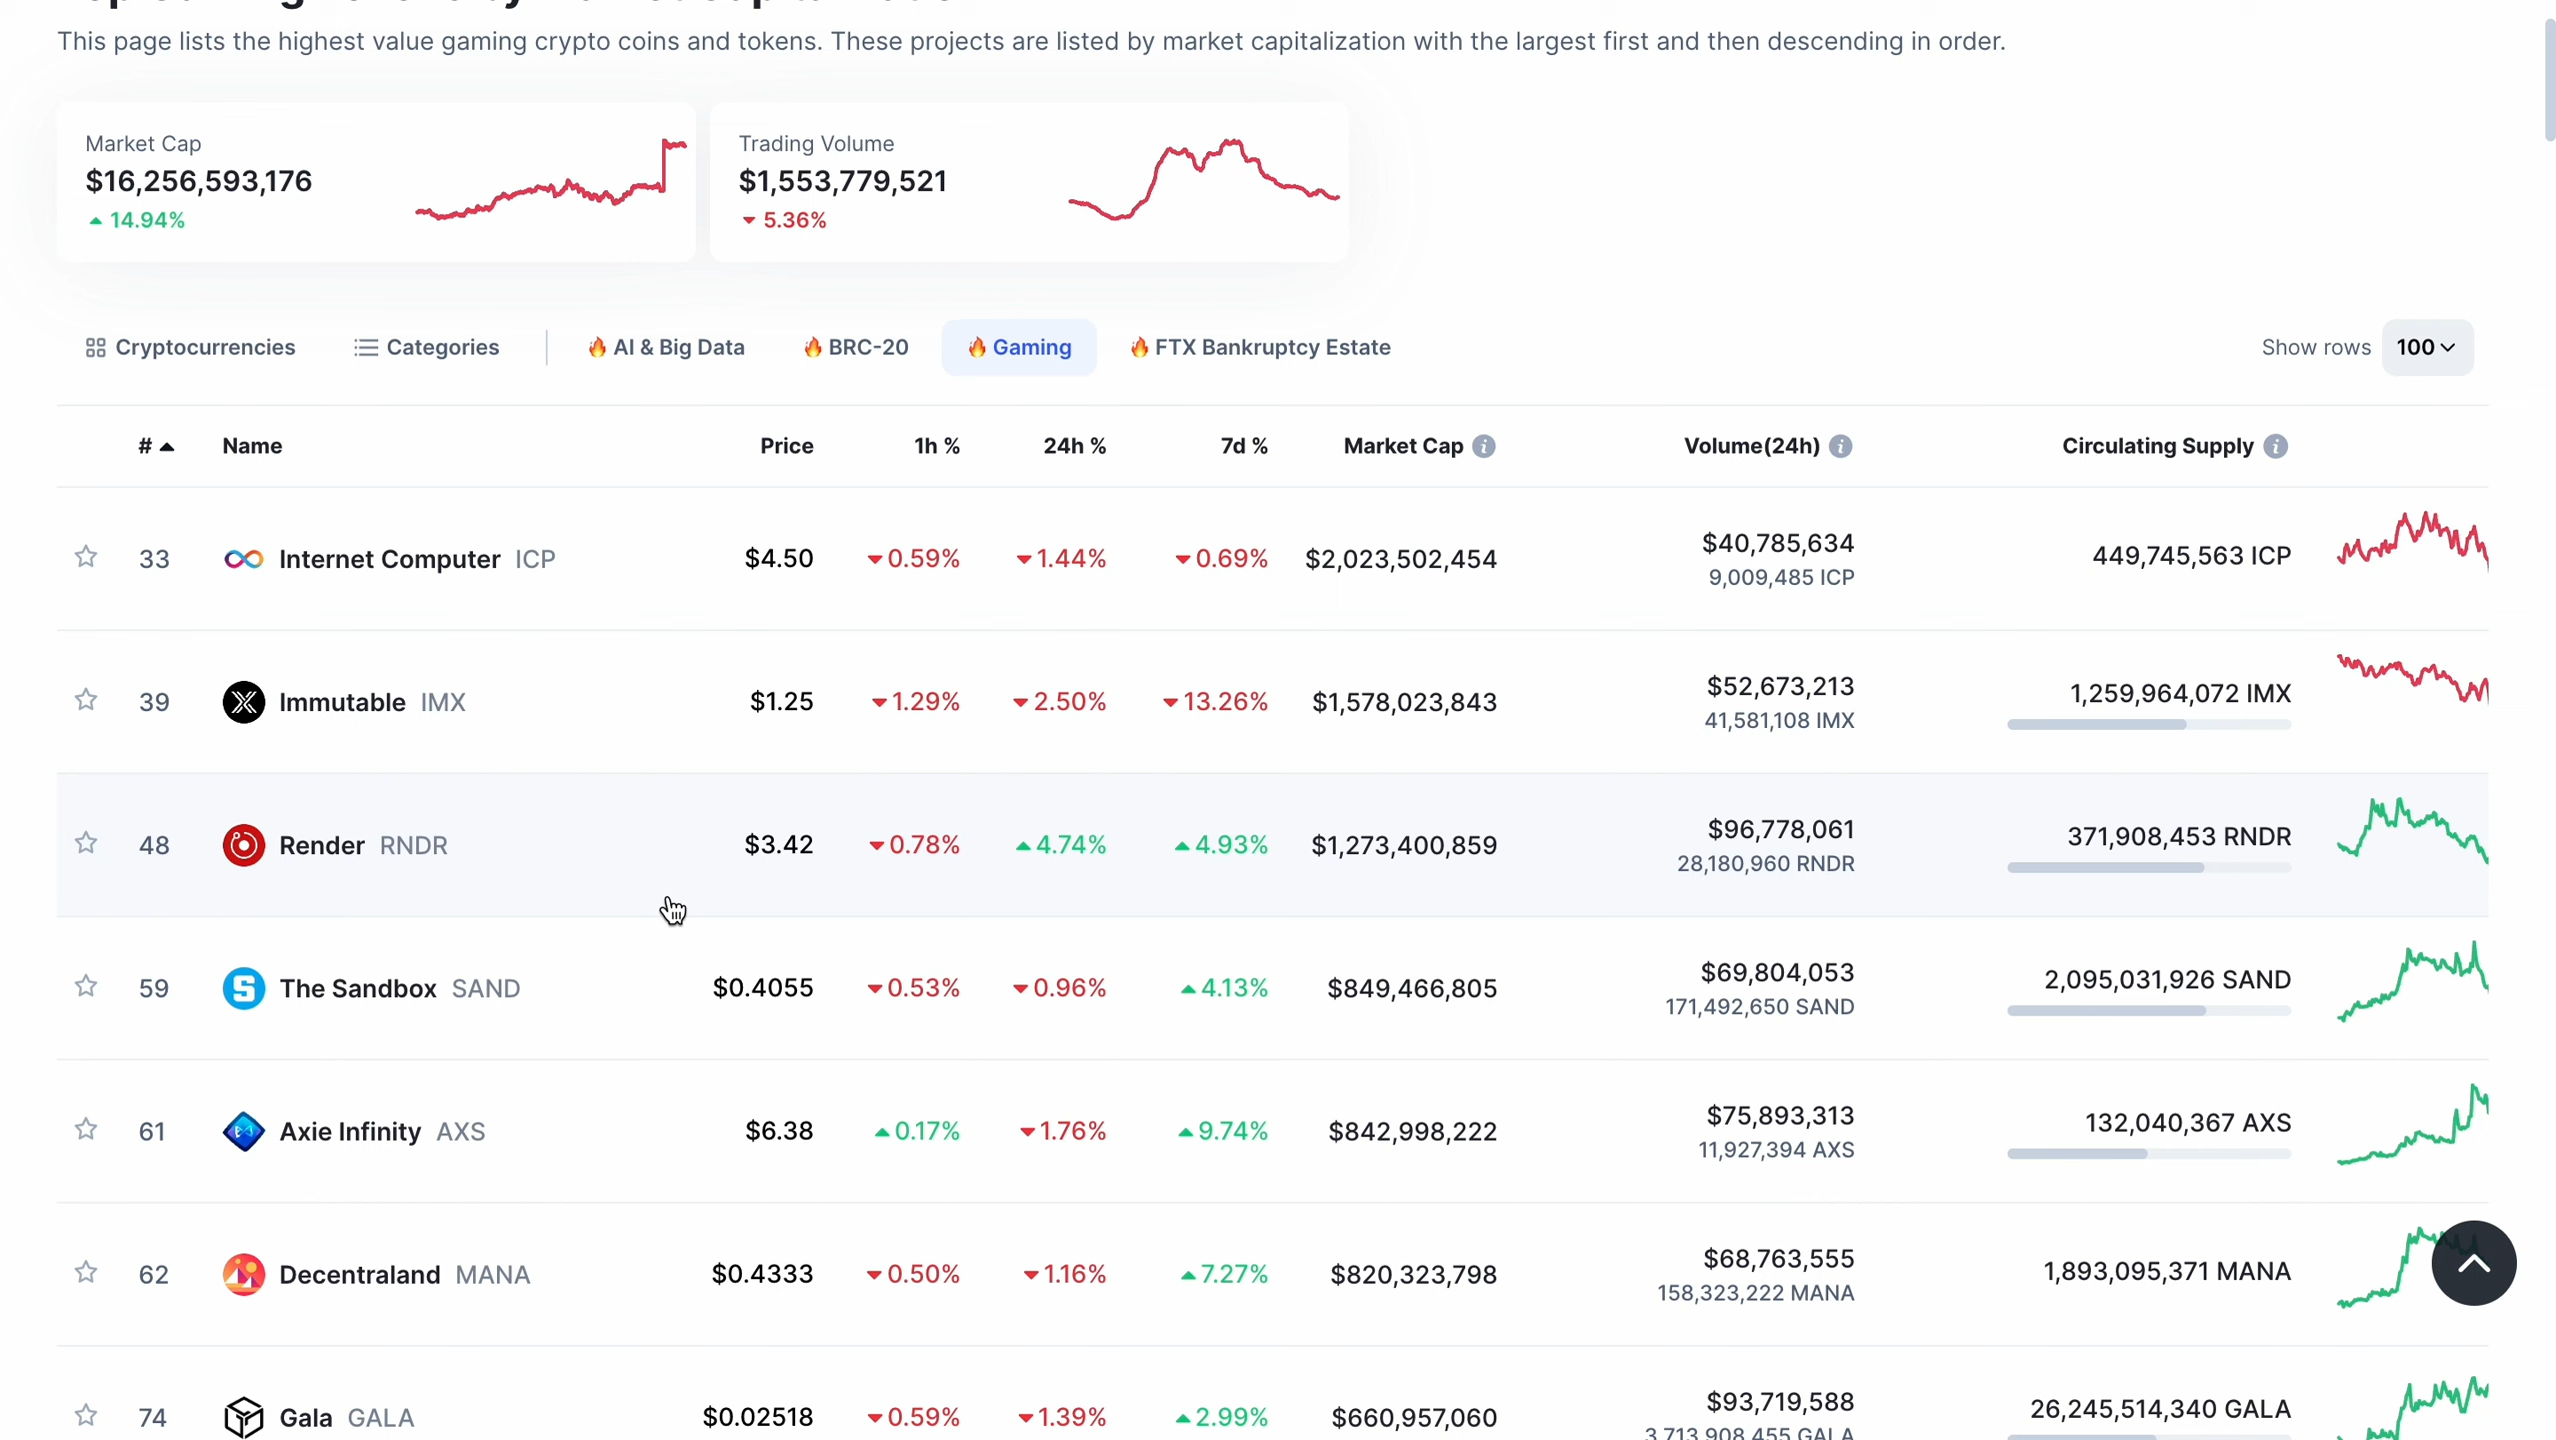 This page lists the highest value gaming crypto coins and tokens. These projects are listed by market capitalization with the largest first and then descending in order.
Market Cap
$16,256,593,176
14.94%
Trading Volume
$1,553,779,521
5.36%
Cryptocurrencies Categories AI & Big Data BRC-20 Gaming FTX Bankruptcy Estate Show rows 100
# Name Price 1h % 24h % 7d % Market Cap Volume(24h) Circulating Supply
33 Internet Computer ICP $4.50 0.59% 1.44% 0.69% $2,023,502,454 $40,785,634 449,745,563 ICP
9,009,485 ICP
39 Immutable IMX $1.25 1.29% 2.50% 13.26% $1,578,023,843 $52,673,213 1,259,964,072 IMX
41,581,108 IMX
48 Render RNDR $3.42 0.78% 4.74% 4.93% $1,273,400,859 $96,778,061 371,908,453 RNDR
28,180,960 RNDR
59 The Sandbox SAND $0.4055 0.53% 0.96% 4.13% $849,466,805 $69,804,053 2,095,031,926 SAND
171,492,650 SAND
61 Axie Infinity AXS $6.38 0.17% 1.76% 9.74% $842,998,222 $75,893,313 132,040,367 AXS
11,927,394 AXS
62 Decentraland MANA $0.4333 0.50% 1.16% 7.27% $820,323,798 $68,763,555 1,893,095,371 MANA
158,323,222 MANA
74 Gala GALA $0.02518 0.59% 1.39% 2.99% $660,957,060 $93,719,588 26,245,514,340 GALA
3,713,908,455 GALA